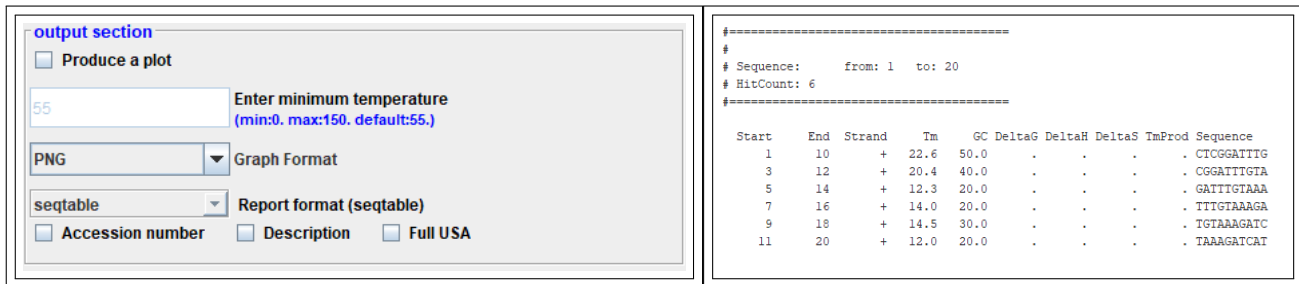 output section
Produce a plot
55
Enter minimum temperature
(min:0. max:150. default:55.)
PNG
Graph Format
seqtable
Report format (seqtable)
Accession number Description Full USA
#=======================================
#
# Sequence: from: 1 to: 20
# HitCount: 6
#=======================================
Start End Strand Tm GC DeltaG DeltaH DeltaS TmProd Sequence
1 10 + 22.6 50.0 . . . . CTCGGATTTG
3 12 + 20.4 40.0 . . . . CGGATTTGTA
5 14 + 12.3 20.0 . . . . GATTTGTAAA
7 16 + 14.0 20.0 . . . . TTTGTAAAGA
9 18 + 14.5 30.0 . . . . TGTAAAGATC
11 20 + 12.0 20.0 . . . . TAAAGATCAT